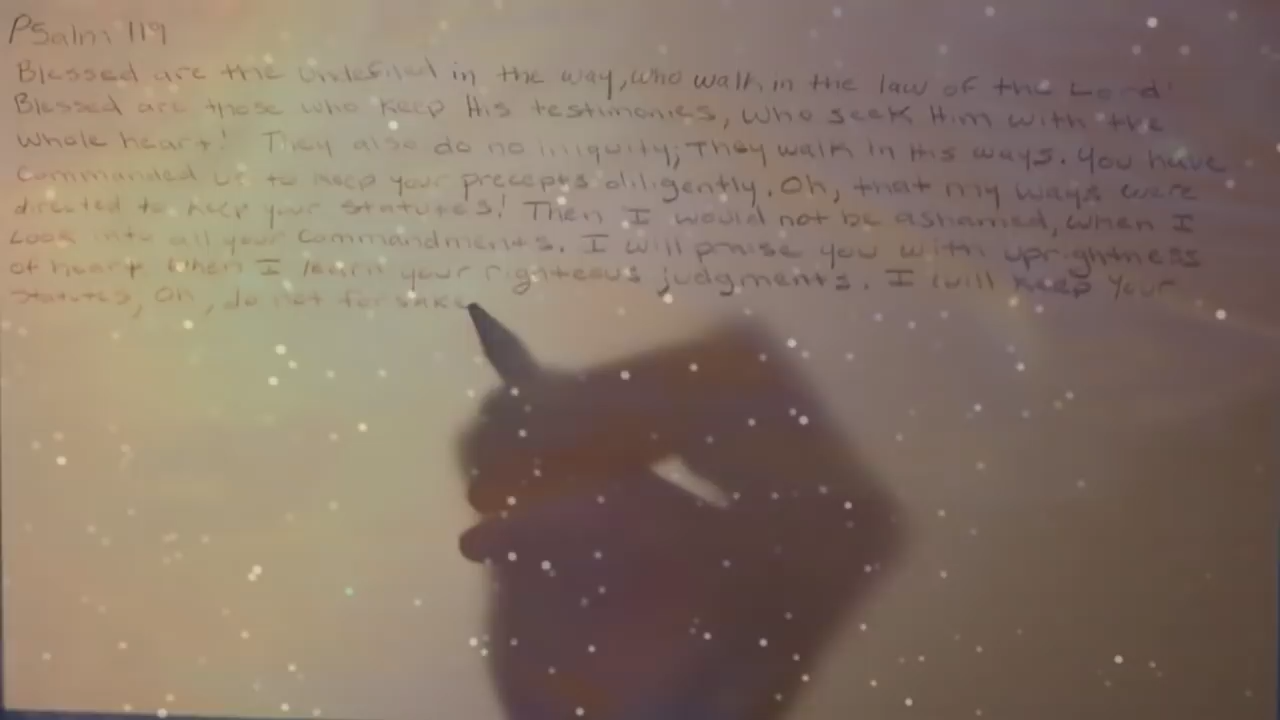 Psalm 119
Blessed are the undefiled in the way, who walk in the law of the Lord!
Blessed are those who keep His testimonies, who seek Him with the
whole heart! They also do no iniquity; They walk in His ways. You have
Commanded us to keep your precepts diligently. Oh, that my ways were
directed to keep your statutes! Then I would not be ashamed, when I
Look into all your Commandments. I will praise you with uprightness
of heart when I learn your righteous judgments. I will keep Your
Statutes, Oh, do not forsake